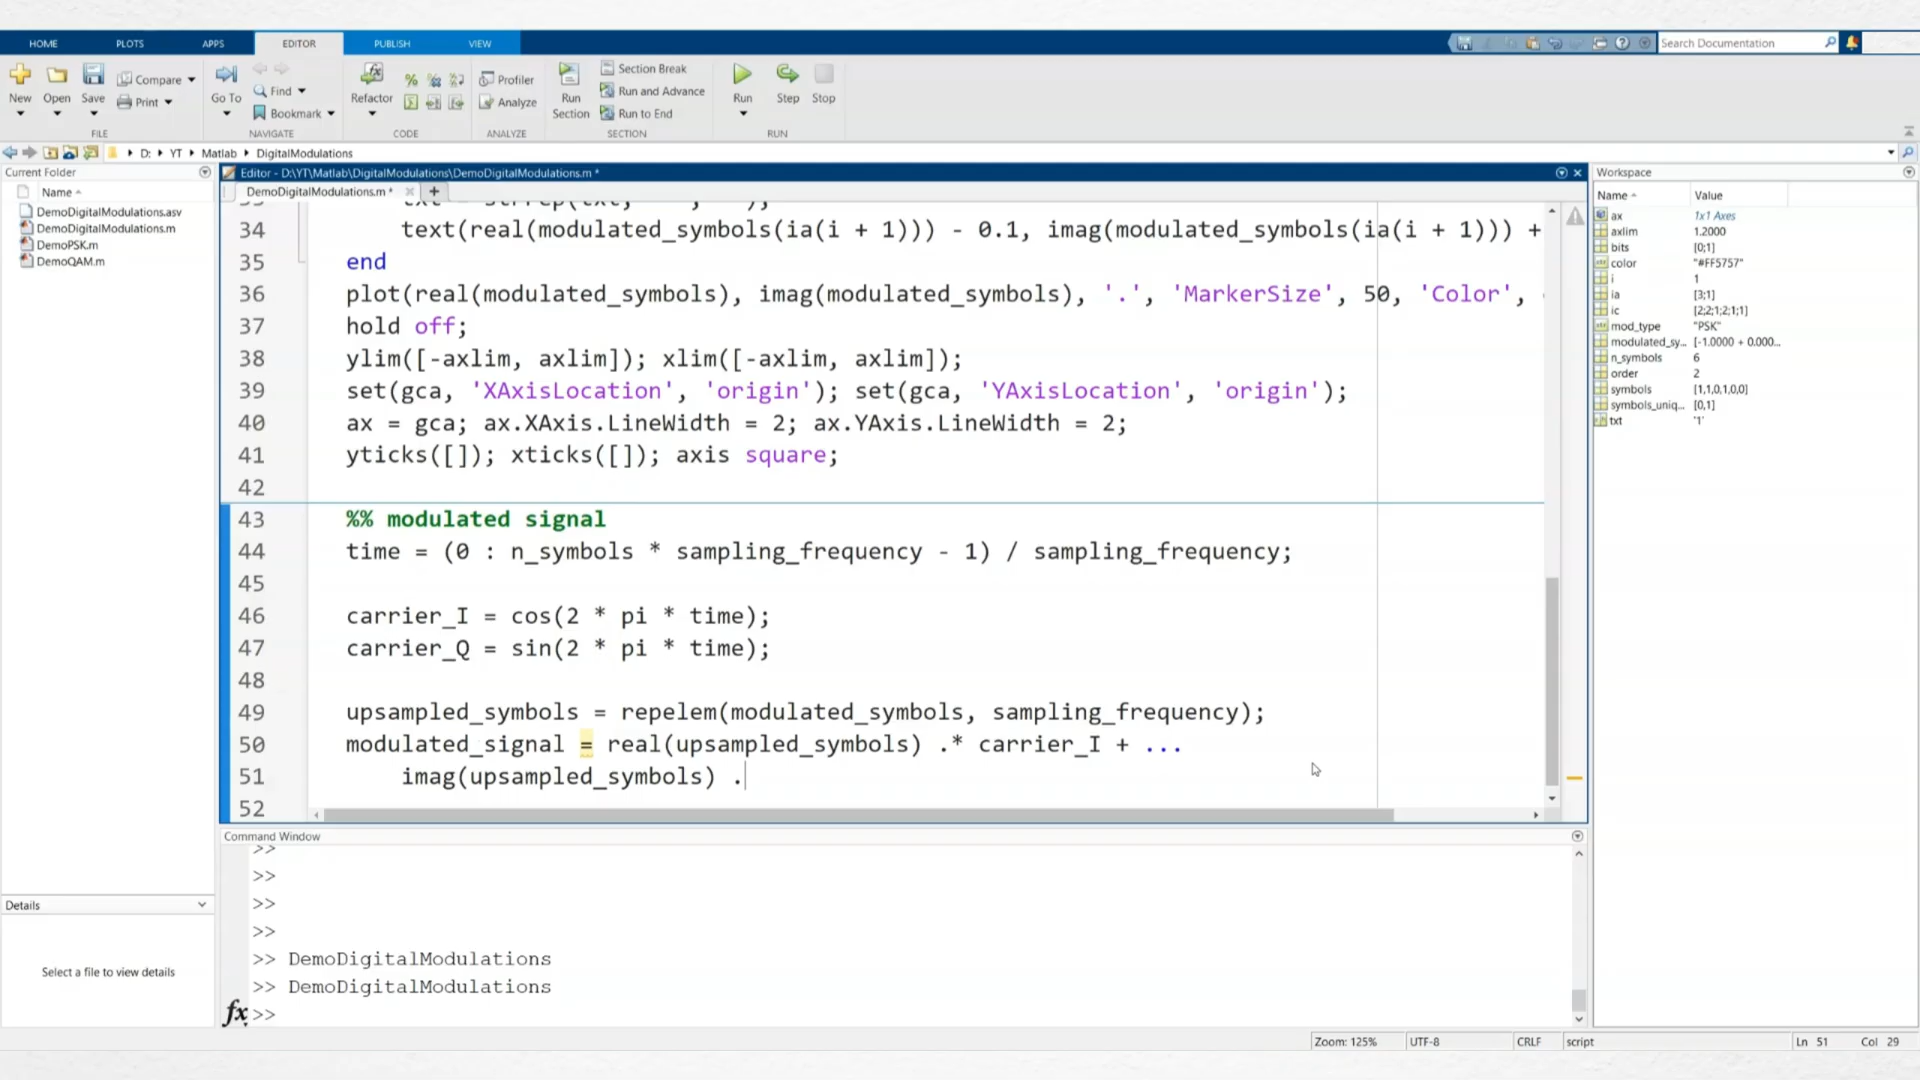 HOME PLOTS APPS EDITOR PUBLISH VIEW Search Documentation
New Open Save Compare Print Go To Find Bookmark Refactor Profiler Analyze Run Section Section Break Run and Advance Run to End Run Step Stop
FILE NAVIGATE CODE ANALYZE SECTION RUN
D: YT Matlab DigitalModulations
Current Folder
Name
DemoDigitalModulations.asv
DemoDigitalModulations.m
DemoPSK.m
DemoQAM.m
Details
Select a file to view details
Editor - D:\YT\Matlab\DigitalModulations\DemoDigitalModulations.m *
DemoDigitalModulations.m * +
34 text(real(modulated_symbols(ia(i + 1))) - 0.1, imag(modulated_symbols(ia(i + 1))) +
35 end
36 plot(real(modulated_symbols), imag(modulated_symbols), '.', 'MarkerSize', 50, 'Color',
37 hold off;
38 ylim([-axlim, axlim]); xlim([-axlim, axlim]);
39 set(gca, 'XAxisLocation', 'origin'); set(gca, 'YAxisLocation', 'origin');
40 ax = gca; ax.XAxis.LineWidth = 2; ax.YAxis.LineWidth = 2;
41 yticks([]); xticks([]); axis square;
42
43 %% modulated signal
44 time = (0 : n_symbols * sampling_frequency - 1) / sampling_frequency;
45
46 carrier_I = cos(2 * pi * time);
47 carrier_Q = sin(2 * pi * time);
48
49 upsampled_symbols = repelem(modulated_symbols, sampling_frequency);
50 modulated_signal = real(upsampled_symbols) .* carrier_I + ...
51 imag(upsampled_symbols) .
52
Command Window
>>
>>
>>
>>
>> DemoDigitalModulations
>> DemoDigitalModulations
fx >>
Workspace
Name Value
ax 1x1 Axes
axlim 1.2000
bits [0;1]
color "#FF5757"
i 1
ia [3;1]
ic [2;2;1;2;1;1]
mod_type "PSK"
modulated_sy... [-1.0000 + 0.000...
n_symbols 6
order 2
symbols [1,1,0,1,0,0]
symbols_uniq... [0,1]
txt '1'
Zoom: 125% UTF-8 CRLF script Ln 51 Col 29